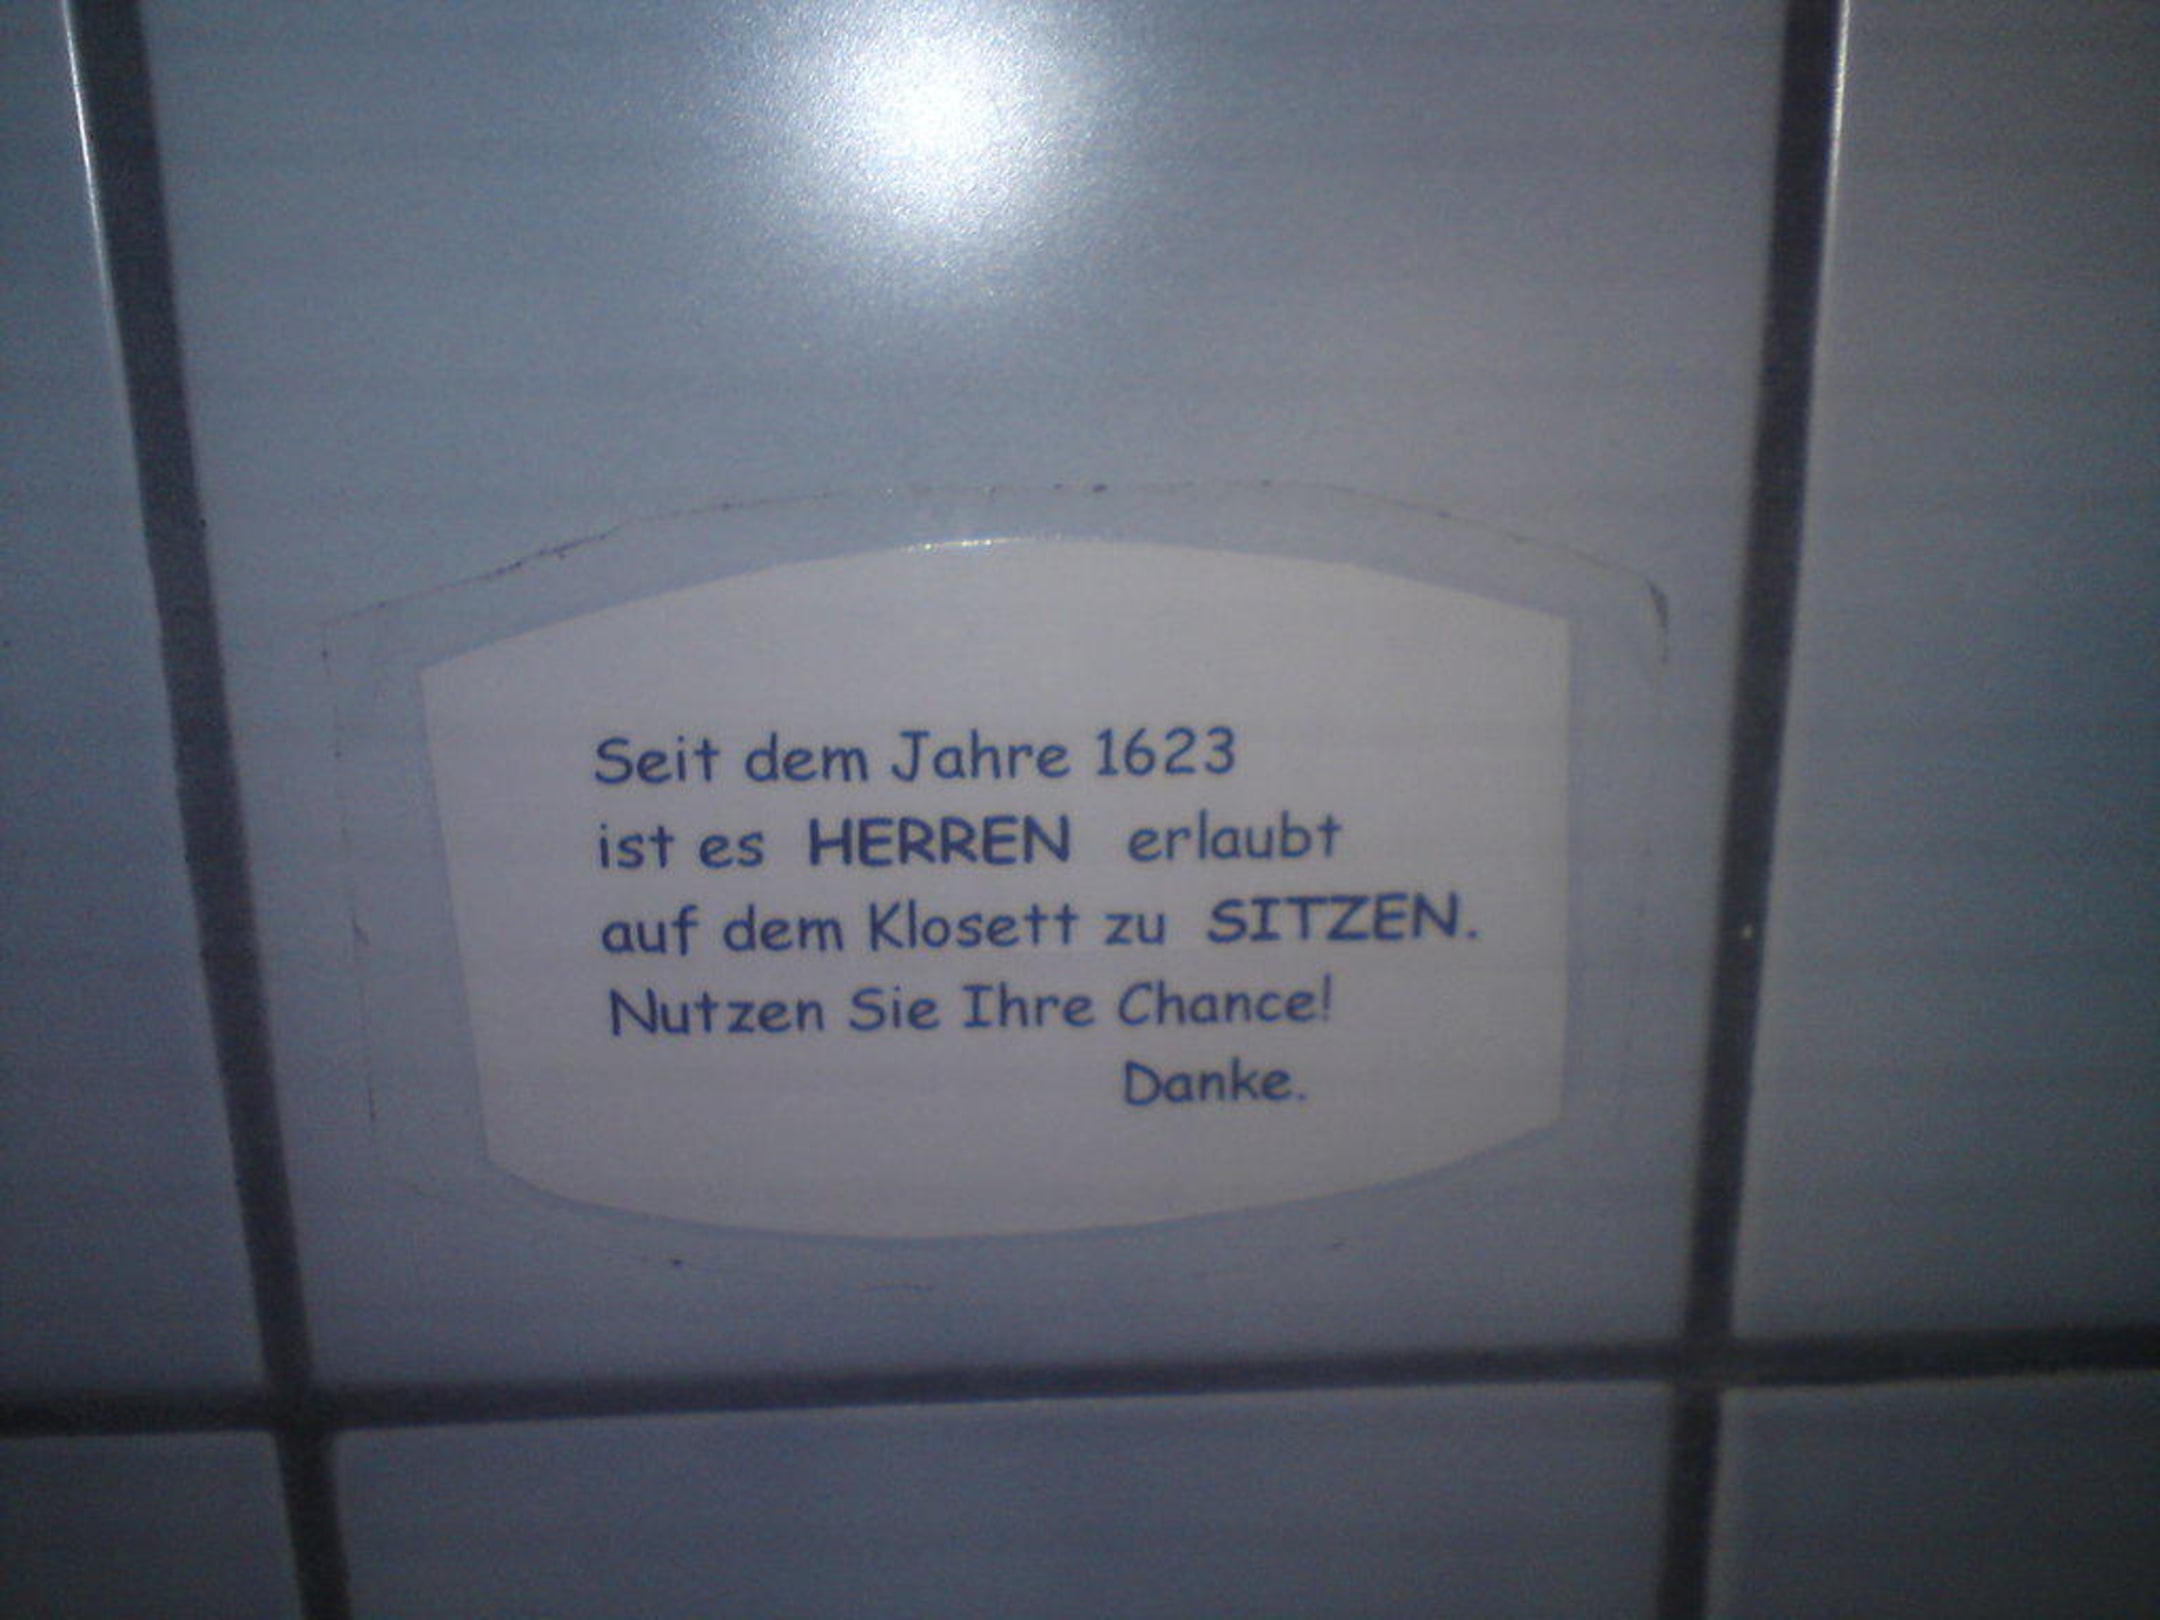 Seit dem Jahre 1623
ist es HERREN erlaubt
auf dem Klosett zu SITZEN.
Nutzen Sie Ihre Chance!
Danke.